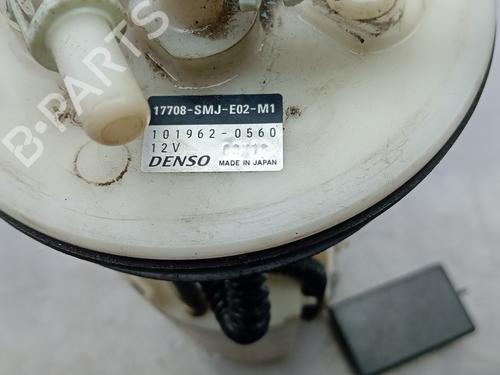 B-PARTS
17708-SMJ-E02-M1
101962-0560
12V
DENSO MADE IN JAPAN